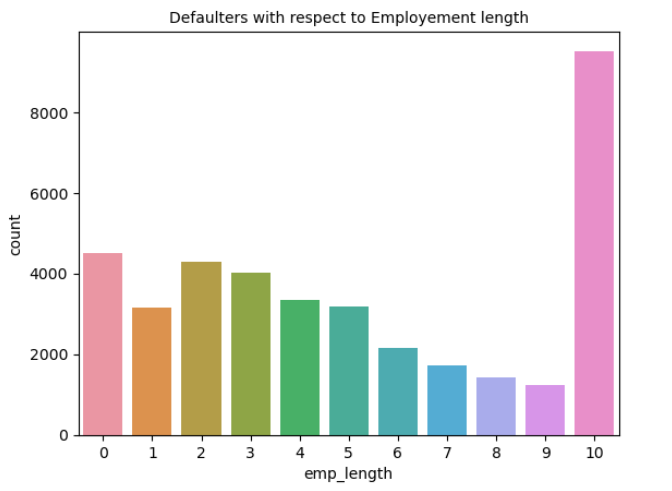 Defaulters with respect to Employement length
8000
6000
4000
2000
0
count
0 1 2 3 4 5 6 7 8 9 10
emp_length